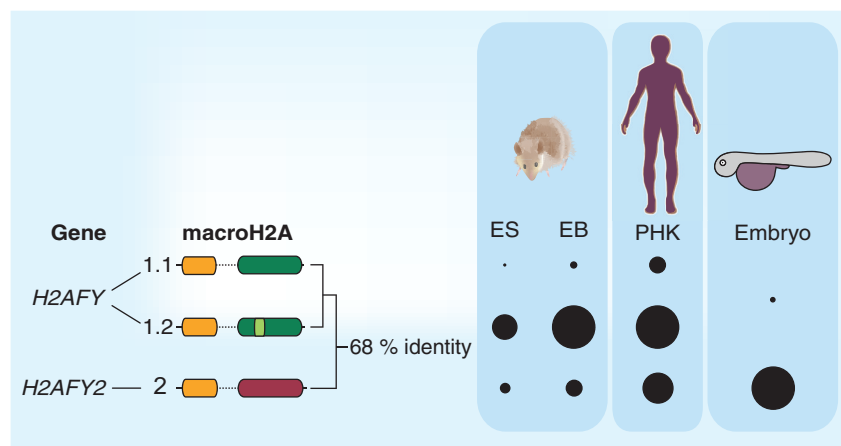 Gene macroH2A ES EB PHK Embryo
1.1
H2AFY
1.2
68 % identity
H2AFY2 2